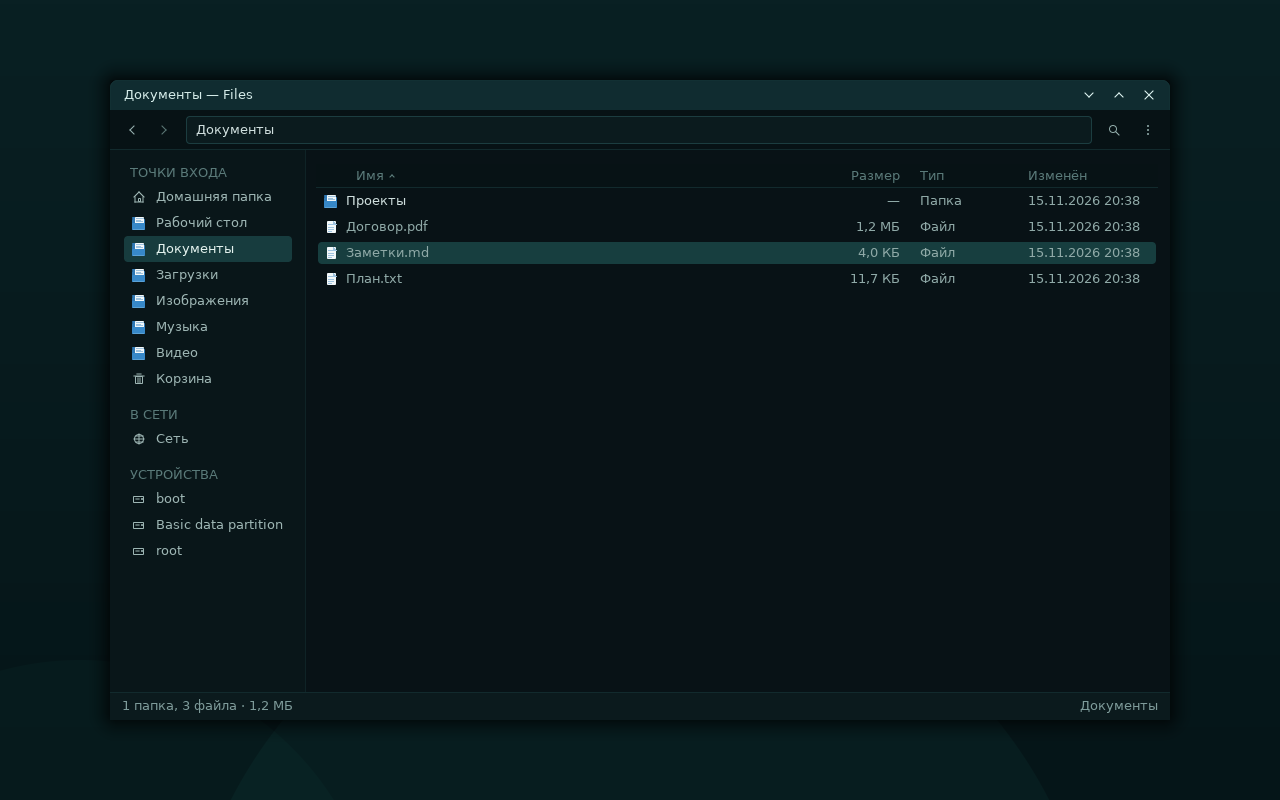 Документы — Files
Документы
ТОЧКИ ВХОДА
Домашняя папка
Рабочий стол
Документы
Загрузки
Изображения
Музыка
Видео
Корзина
В СЕТИ
Сеть
УСТРОЙСТВА
boot
Basic data partition
root
Имя Размер Тип Изменён
Проекты — Папка 15.11.2026 20:38
Договор.pdf 1,2 МБ Файл 15.11.2026 20:38
Заметки.md 4,0 КБ Файл 15.11.2026 20:38
План.txt 11,7 КБ Файл 15.11.2026 20:38
1 папка, 3 файла · 1,2 МБ
Документы